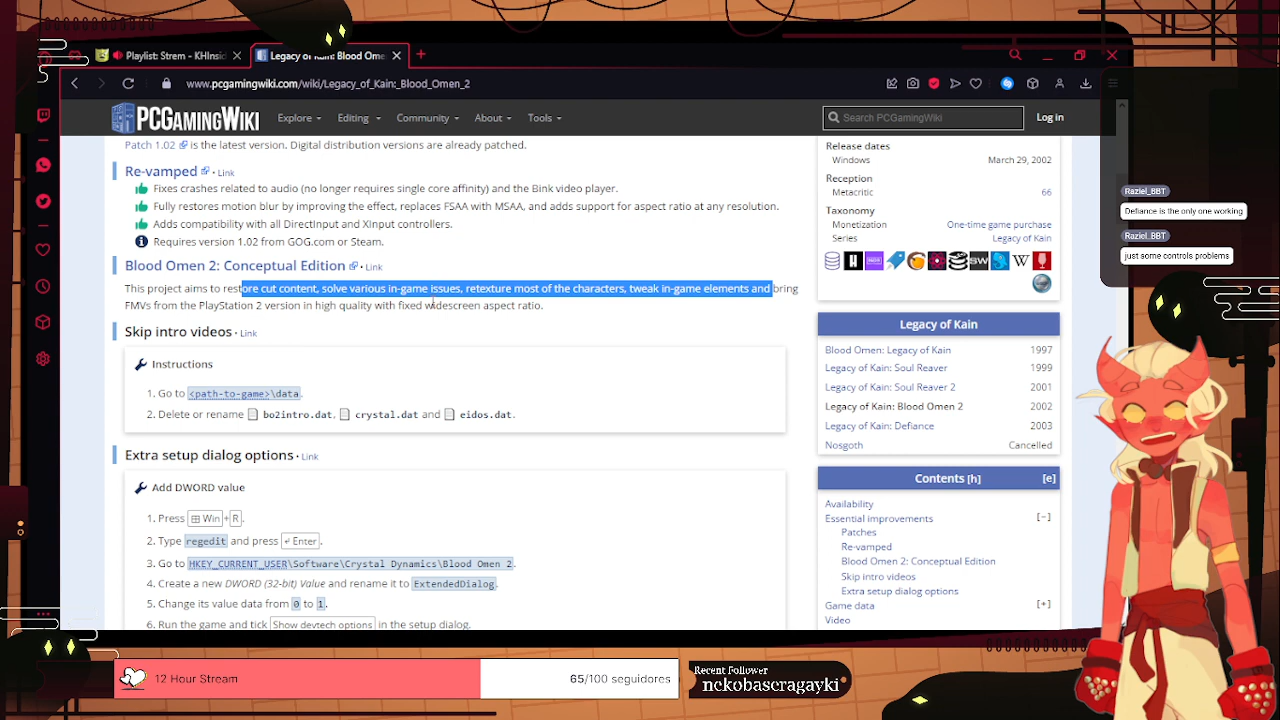 Playlist: Strem - KHInsi
Legacy of Kain: Blood Ome
www.pcgamingwiki.com/wiki/Legacy_of_Kain:_Blood_Omen_2
PCGamingWiki
Explore
Editing
Community
About
Tools
Search PCGamingWiki
Log in
Patch 1.02 is the latest version. Digital distribution versions are already patched.
Re-vamped · Link
Fixes crashes related to audio (no longer requires single core affinity) and the Bink video player.
Fully restores motion blur by improving the effect, replaces FSAA with MSAA, and adds support for aspect ratio at any resolution.
Adds compatibility with all DirectInput and XInput controllers.
Requires version 1.02 from GOG.com or Steam.
Blood Omen 2: Conceptual Edition · Link
This project aims to restore cut content, solve various in-game issues, retexture most of the characters, tweak in-game elements and bring
FMVs from the PlayStation 2 version in high quality with fixed widescreen aspect ratio.
Skip intro videos · Link
Instructions
1. Go to <path-to-game>\data.
2. Delete or rename bo2intro.dat, crystal.dat and eidos.dat.
Extra setup dialog options · Link
Add DWORD value
1. Press Win+R.
2. Type regedit and press Enter.
3. Go to HKEY_CURRENT_USER\Software\Crystal Dynamics\Blood Omen 2.
4. Create a new DWORD (32-bit) Value and rename it to ExtendedDialog.
5. Change its value data from 0 to 1.
6. Run the game and tick Show devtech options in the setup dialog.
Release dates
Windows March 29, 2002
Reception
Metacritic 66
Taxonomy
Monetization One-time game purchase
Series Legacy of Kain
SW W
Legacy of Kain
Blood Omen: Legacy of Kain 1997
Legacy of Kain: Soul Reaver 1999
Legacy of Kain: Soul Reaver 2 2001
Legacy of Kain: Blood Omen 2 2002
Legacy of Kain: Defiance 2003
Nosgoth Cancelled
Contents [h] [e]
Availability
Essential improvements [−]
Patches
Re-vamped
Blood Omen 2: Conceptual Edition
Skip intro videos
Extra setup dialog options
Game data [+]
Video
Raziel_BBT
Defiance is the only one working
Raziel_BBT
just some controls problems
12 Hour Stream 65/100 seguidores
Recent Follower
nekobaseragayki